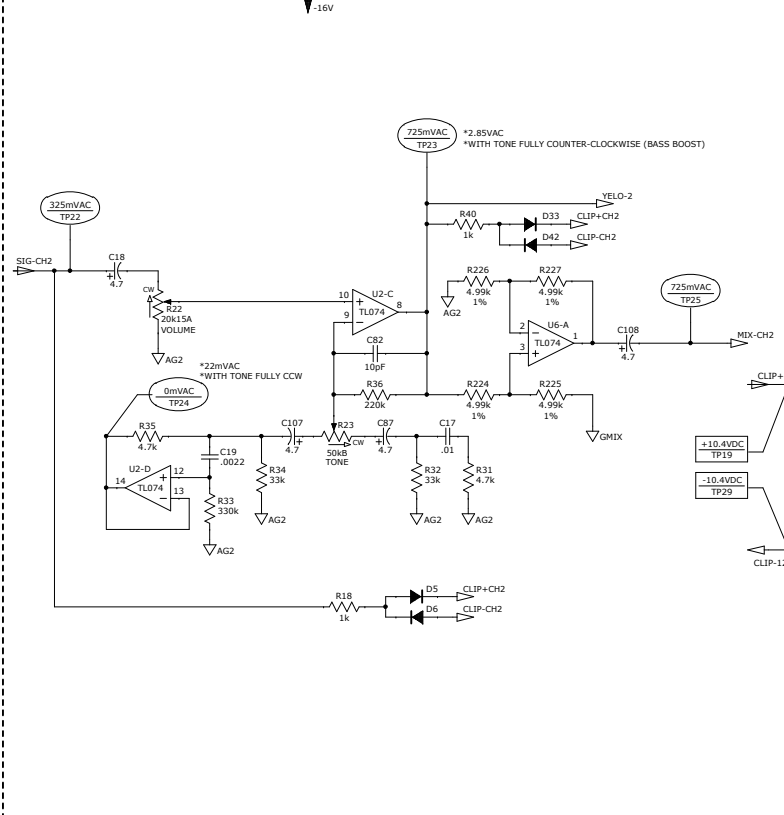 -16V
725mVAC
TP23
*2.85VAC
*WITH TONE FULLY COUNTER-CLOCKWISE (BASS BOOST)
325mVAC
TP22
YELO-2
R40
1k
D33
CLIP+CH2
D42
CLIP-CH2
SIG-CH2
C18
+
4.7
CW
R22
20k15A
VOLUME
AG2
10
9
+
−
U2-C
TL074
8
C82
10pF
R36
220k
R226
4.99k
1%
AG2
R227
4.99k
1%
2
3
−
+
U6-A
TL074
1
C108
+
4.7
725mVAC
TP25
MIX-CH2
R224
4.99k
1%
R225
4.99k
1%
GMIX
CLIP+
+10.4VDC
TP19
-10.4VDC
TP29
CLIP-12
*22mVAC
*WITH TONE FULLY CCW
0mVAC
TP24
R35
4.7k
C19
.0022
U2-D
TL074
14
12
13
+
−
R33
330k
AG2
R34
33k
AG2
C107
4.7
+
R23
CW
50kB
TONE
C87
+
4.7
C17
.01
R32
33k
AG2
R31
4.7k
AG2
R18
1k
D5
CLIP+CH2
D6
CLIP-CH2